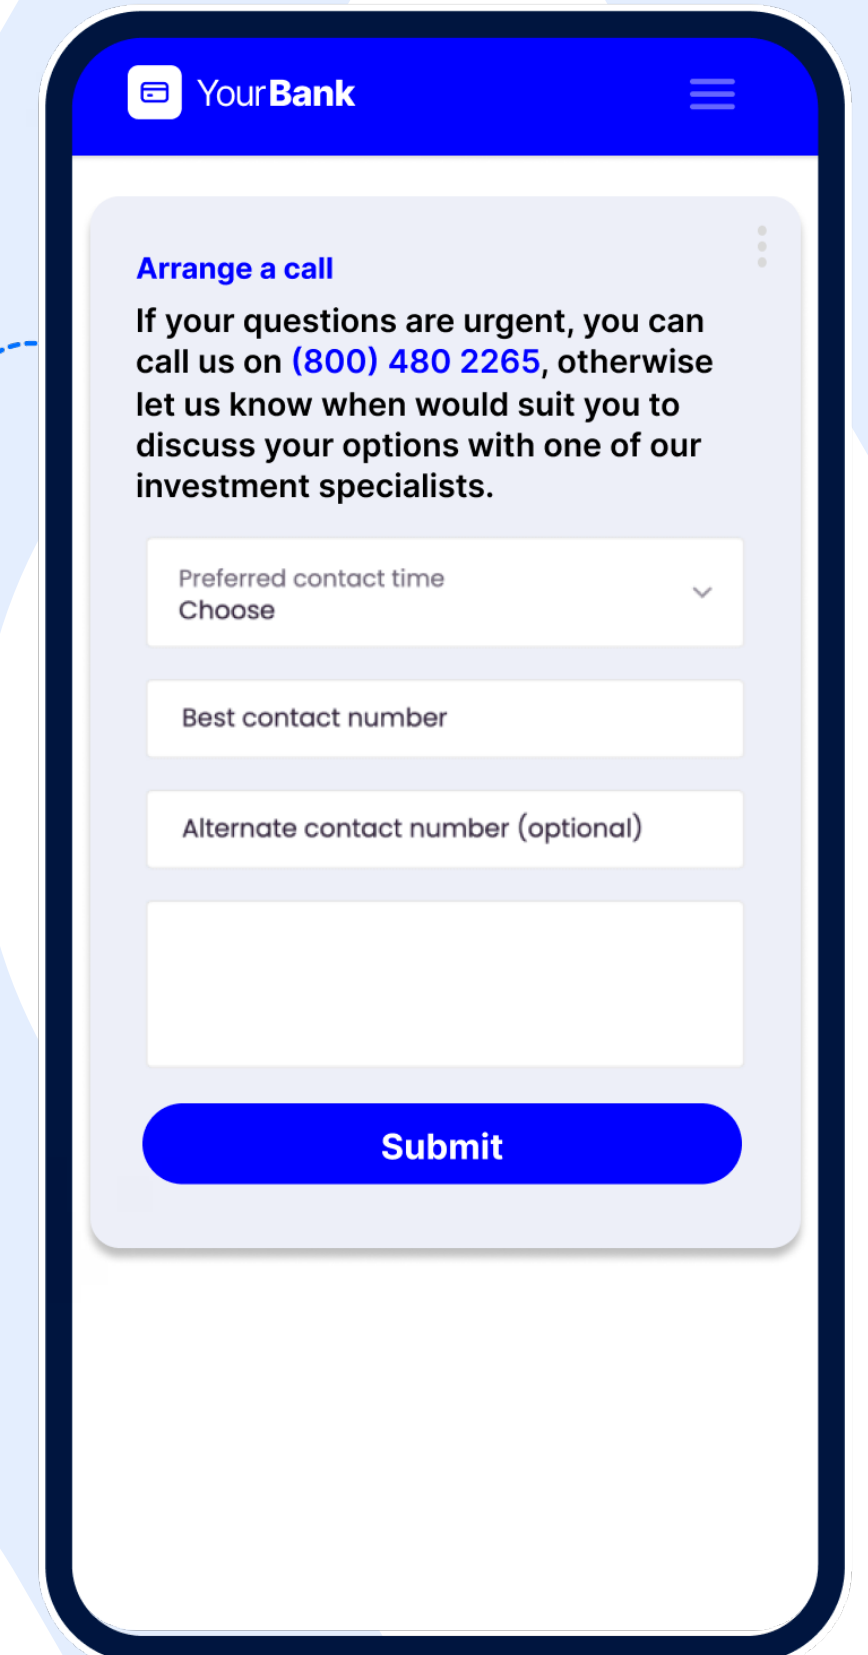 YourBank
Arrange a call
If your questions are urgent, you can
call us on (800) 480 2265, otherwise
let us know when would suit you to
discuss your options with one of our
investment specialists.
Preferred contact time
Choose
Best contact number
Alternate contact number (optional)
Submit